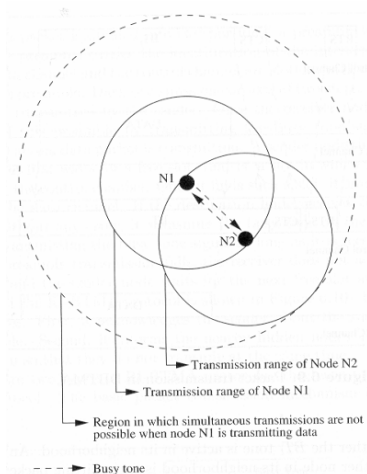 N1
N2
Transmission range of Node N2
Transmission range of Node N1
Region in which simultaneous transmissions are not
possible when node N1 is transmitting data
Busy tone